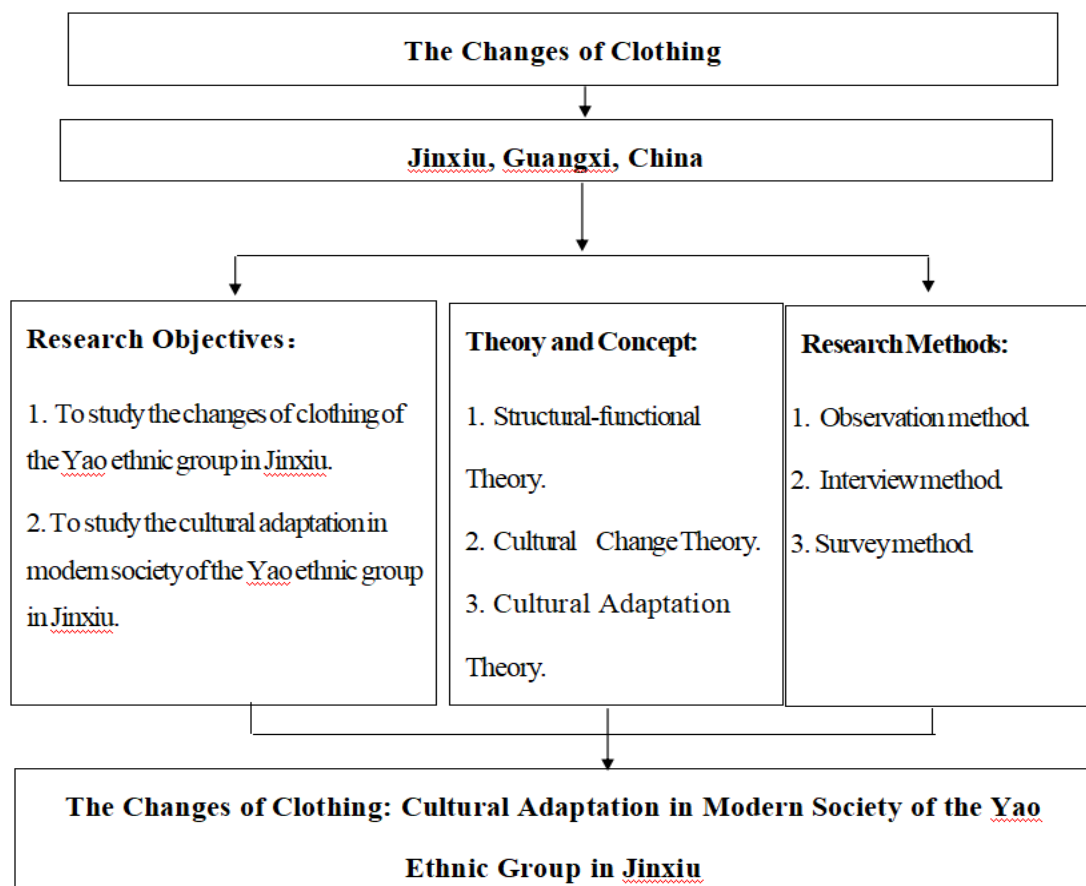 The Changes of Clothing
Jinxiu, Guangxi, China
Research Objectives：
1. To study the changes of clothing of
the Yao ethnic group in Jinxiu.
2. To study the cultural adaptation in
modern society of the Yao ethnic group
in Jinxiu.
Theory and Concept:
1. Structural-functional
Theory.
2. Cultural Change Theory.
3. Cultural Adaptation
Theory.
Research Methods:
1. Observation method.
2. Interview method.
3. Survey method.
The Changes of Clothing: Cultural Adaptation in Modern Society of the Yao
Ethnic Group in Jinxiu